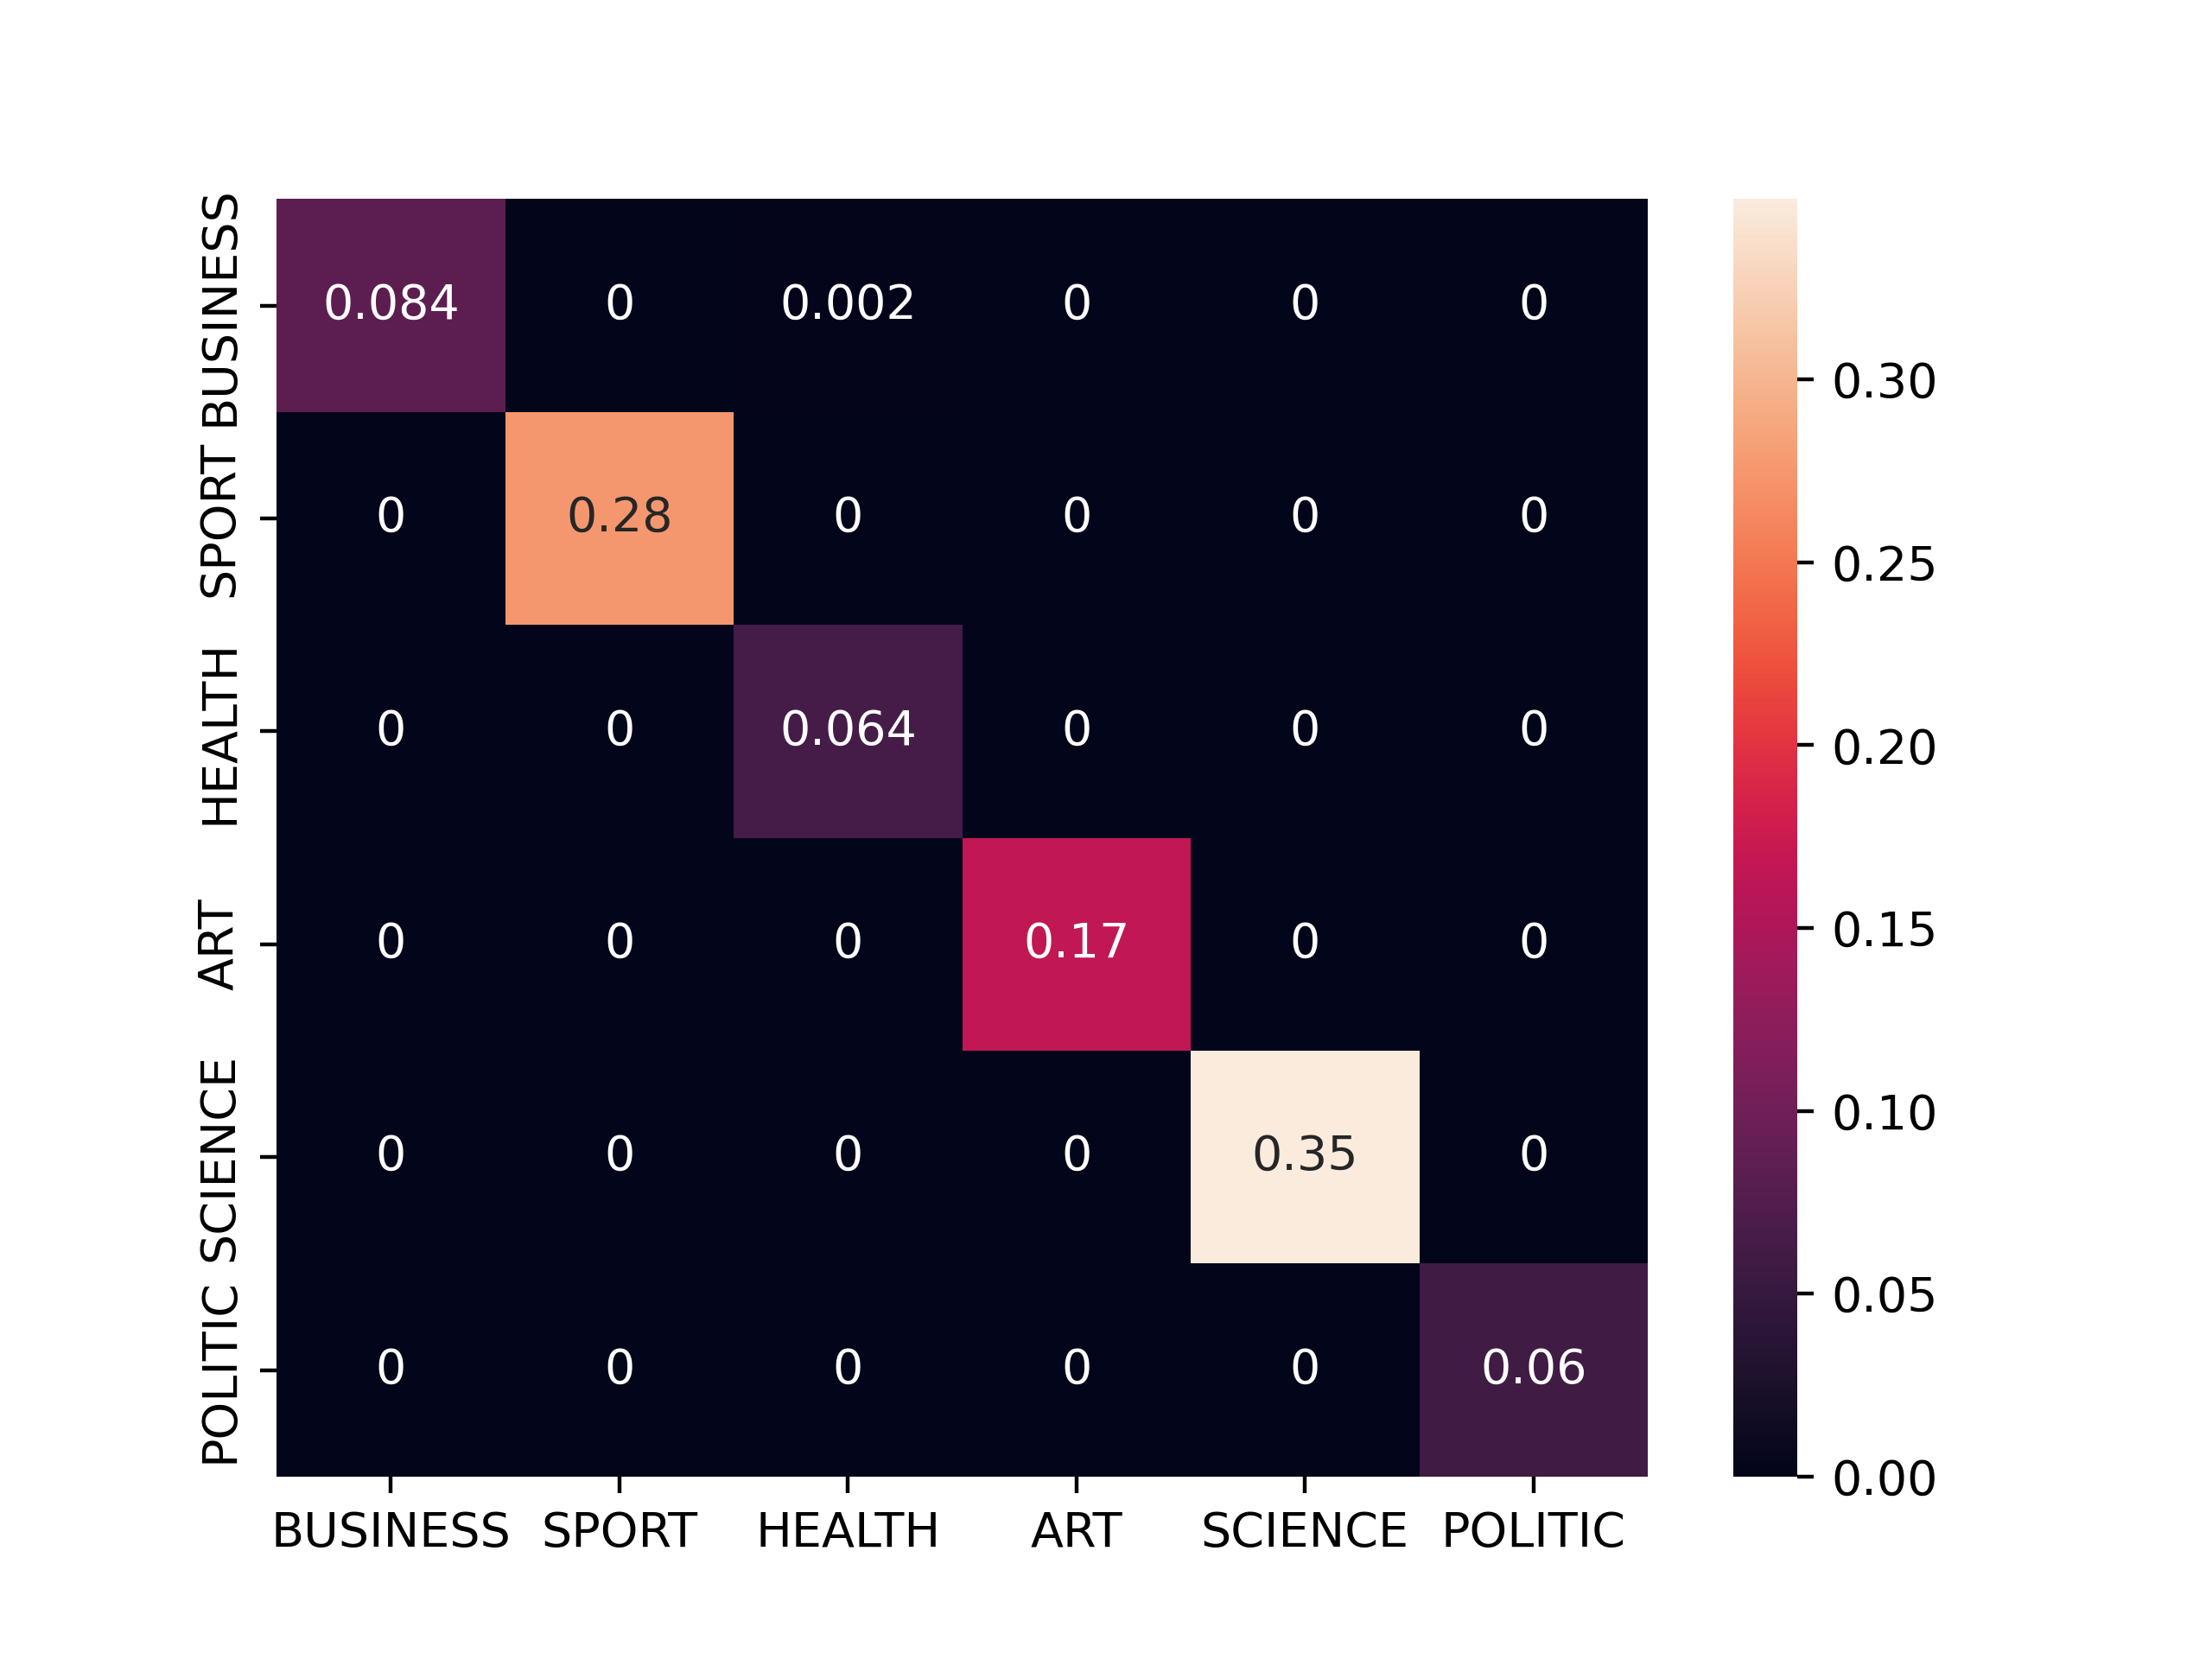 BUSINESS 0.084 0 0.002 0 0 0
SPORT 0 0.28 0 0 0 0
HEALTH 0 0 0.064 0 0 0
ART 0 0 0 0.17 0 0
SCIENCE 0 0 0 0 0.35 0
POLITIC 0 0 0 0 0 0.06
BUSINESS SPORT HEALTH ART SCIENCE POLITIC
0.30
0.25
0.20
0.15
0.10
0.05
0.00